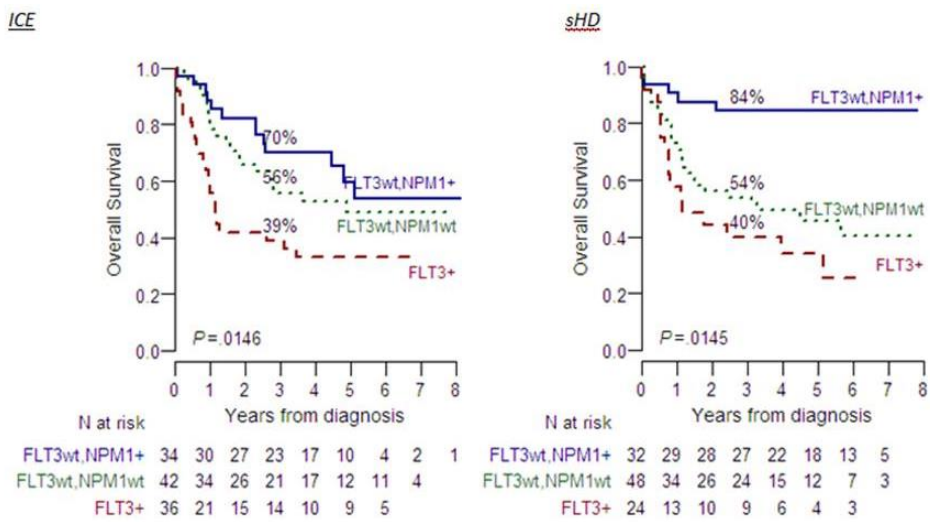 ICE
sHD
Overall Survival
1.0
0.8
0.6
0.4
0.2
0.0
70%
56%
39%
FLT3wt,NPM1+
FLT3wt,NPM1wt
FLT3+
P=.0146
0 1 2 3 4 5 6 7 8
Years from diagnosis
N at risk
FLT3wt,NPM1+ 34 30 27 23 17 10 4 2 1
FLT3wt,NPM1wt 42 34 26 21 17 12 11 4
FLT3+ 36 21 15 14 10 9 5
Overall Survival
1.0
0.8
0.6
0.4
0.2
0.0
84%
54%
40%
FLT3wt,NPM1+
FLT3wt,NPM1wt
FLT3+
P=.0145
0 1 2 3 4 5 6 7 8
Years from diagnosis
N at risk
FLT3wt,NPM1+ 32 29 28 27 22 18 13 5
FLT3wt,NPM1wt 48 34 26 24 15 12 7 3
FLT3+ 24 13 10 9 6 4 3